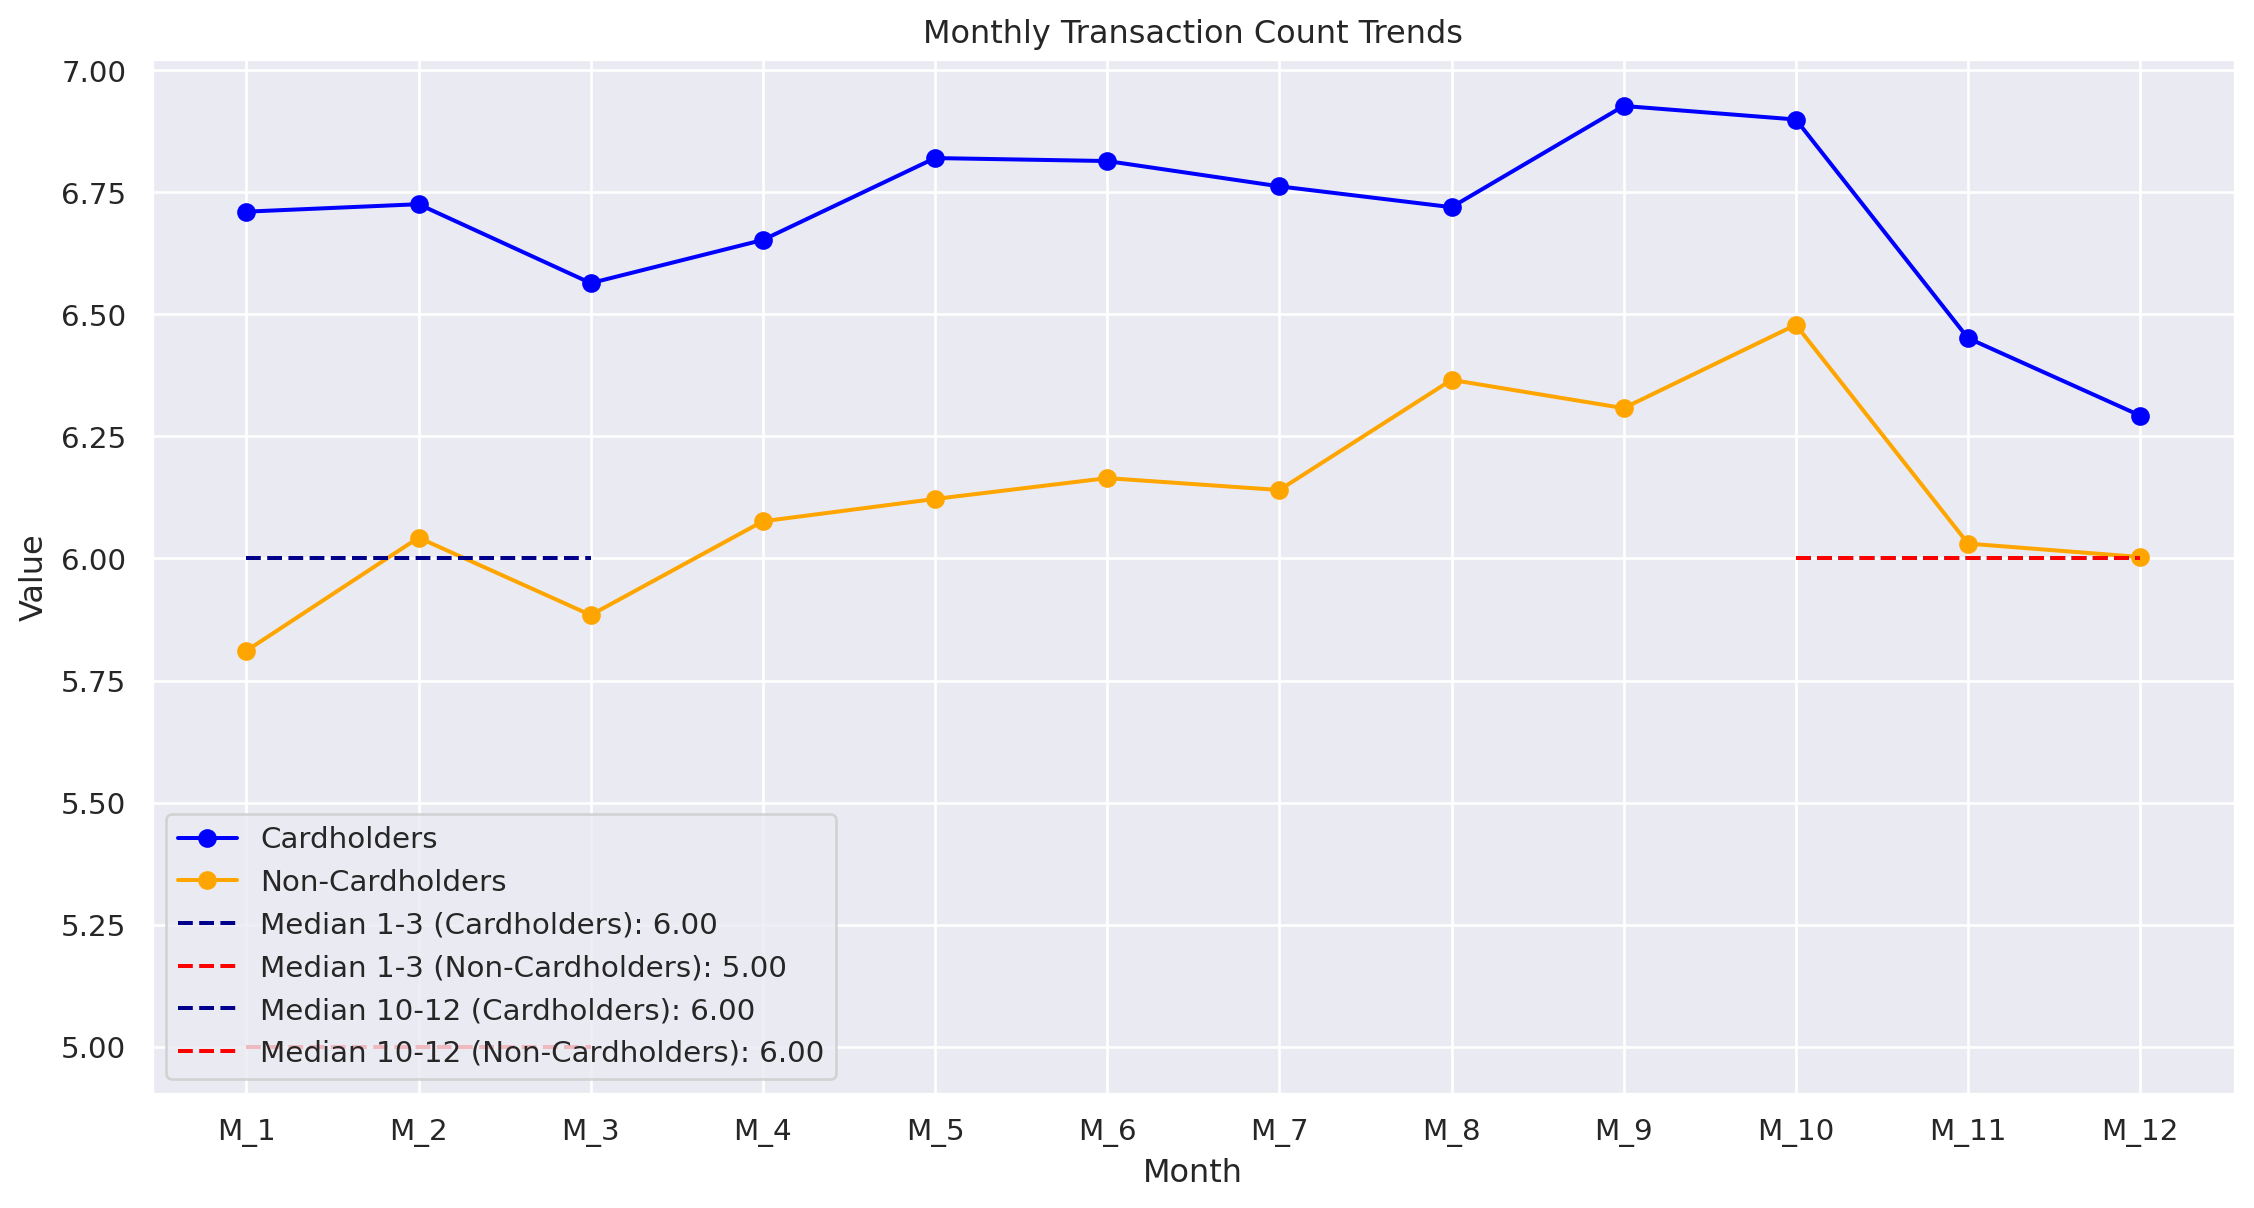 Monthly Transaction Count Trends
Value
7.00
6.75
6.50
6.25
6.00
5.75
5.50
5.25
5.00
Cardholders
Non-Cardholders
Median 1-3 (Cardholders): 6.00
Median 1-3 (Non-Cardholders): 5.00
Median 10-12 (Cardholders): 6.00
Median 10-12 (Non-Cardholders): 6.00
M_1 M_2 M_3 M_4 M_5 M_6 M_7 M_8 M_9 M_10 M_11 M_12
Month